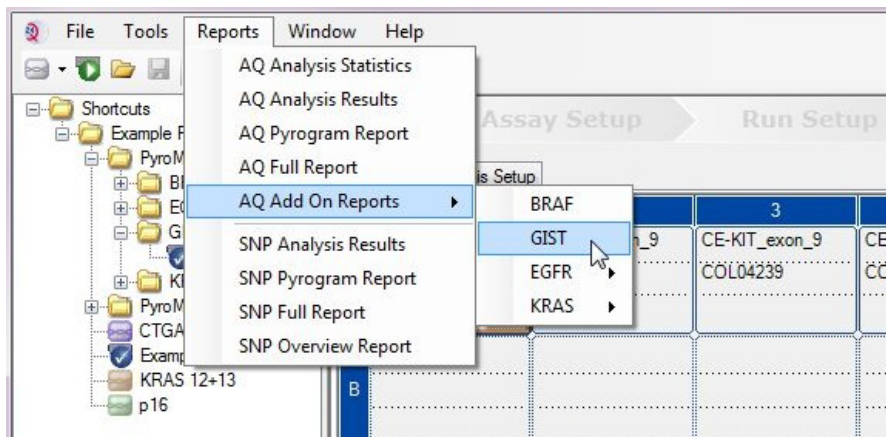 File Tools Reports Window Help
AQ Analysis Statistics
AQ Analysis Results
AQ Pyrogram Report
AQ Full Report
AQ Add On Reports
SNP Analysis Results
SNP Pyrogram Report
SNP Full Report
SNP Overview Report
BRAF
GIST
EGFR
KRAS
Shortcuts
Example
PyroM
PyroM
CTGA
Examp
KRAS 12+13
p16
Assay Setup
Run Setup
Setup
3
CE-KIT_exon_9
COL04239
B